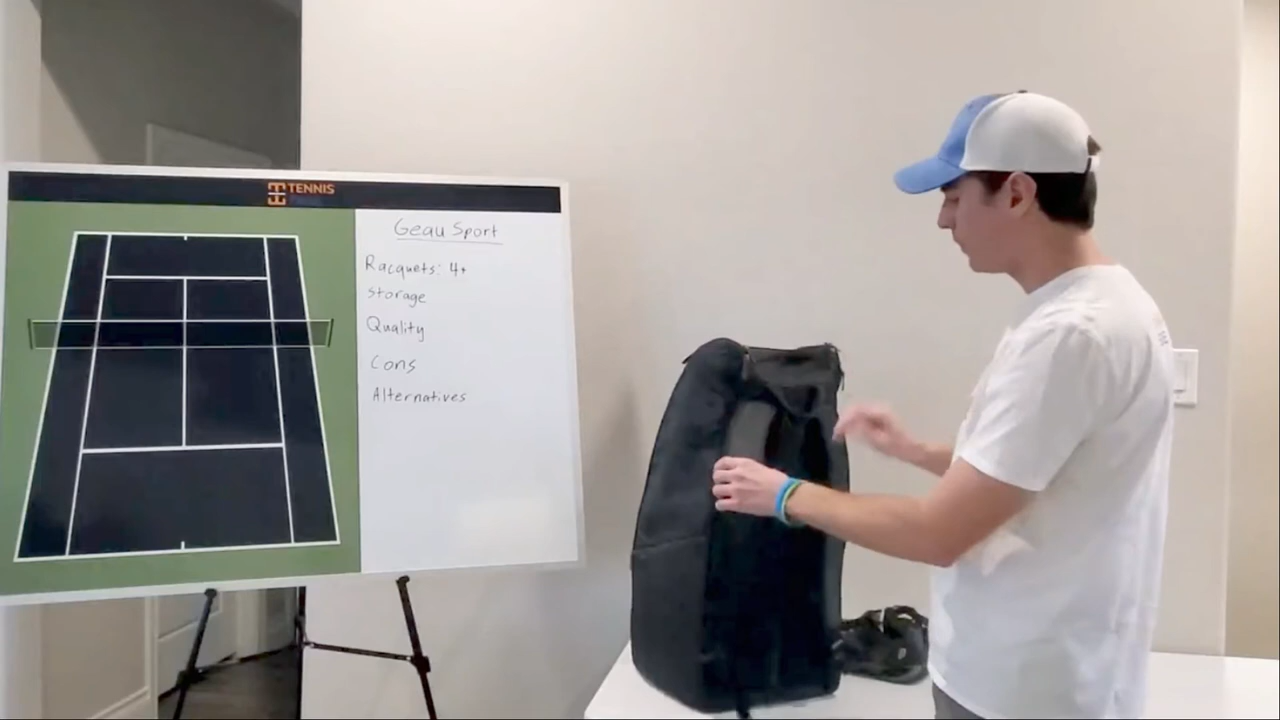 TENNIS
Geau Sport
Racquets: 4+
Storage
Quality
Cons
Alternatives